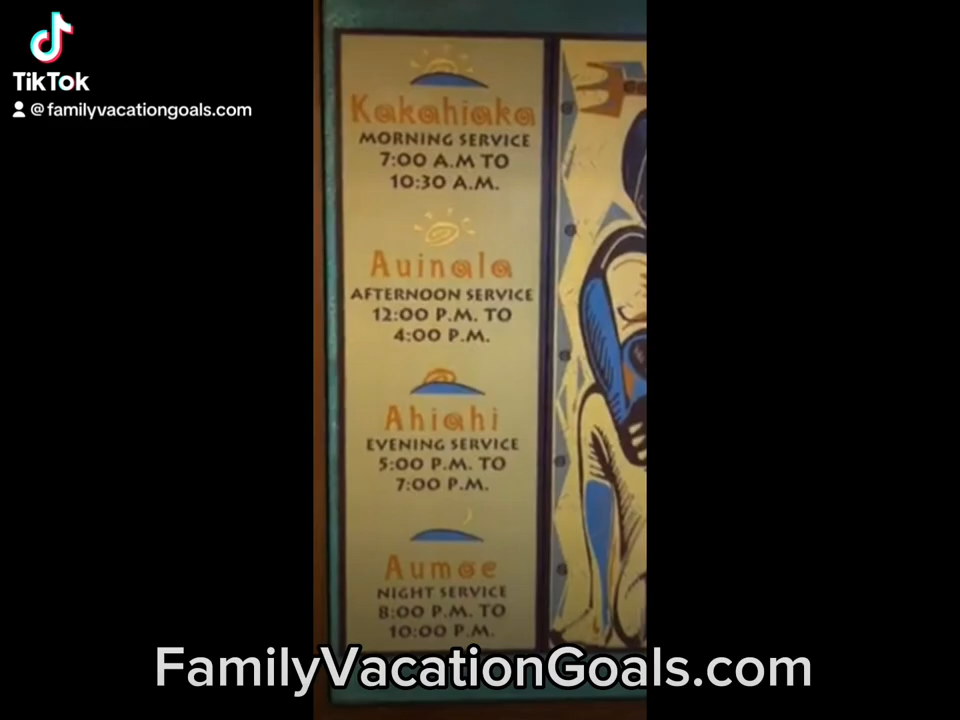 TikTok
@familyvacationgoals.com
Kakahiaka
MORNING SERVICE
7:00 A.M TO
10:30 A.M.
Auinala
AFTERNOON SERVICE
12:00 P.M. TO
4:00 P.M.
Ahiahi
EVENING SERVICE
5:00 P.M. TO
7:00 P.M.
Aumoe
NIGHT SERVICE
8:00 P.M. TO
10:00 P.M.
FamilyVacationGoals.com